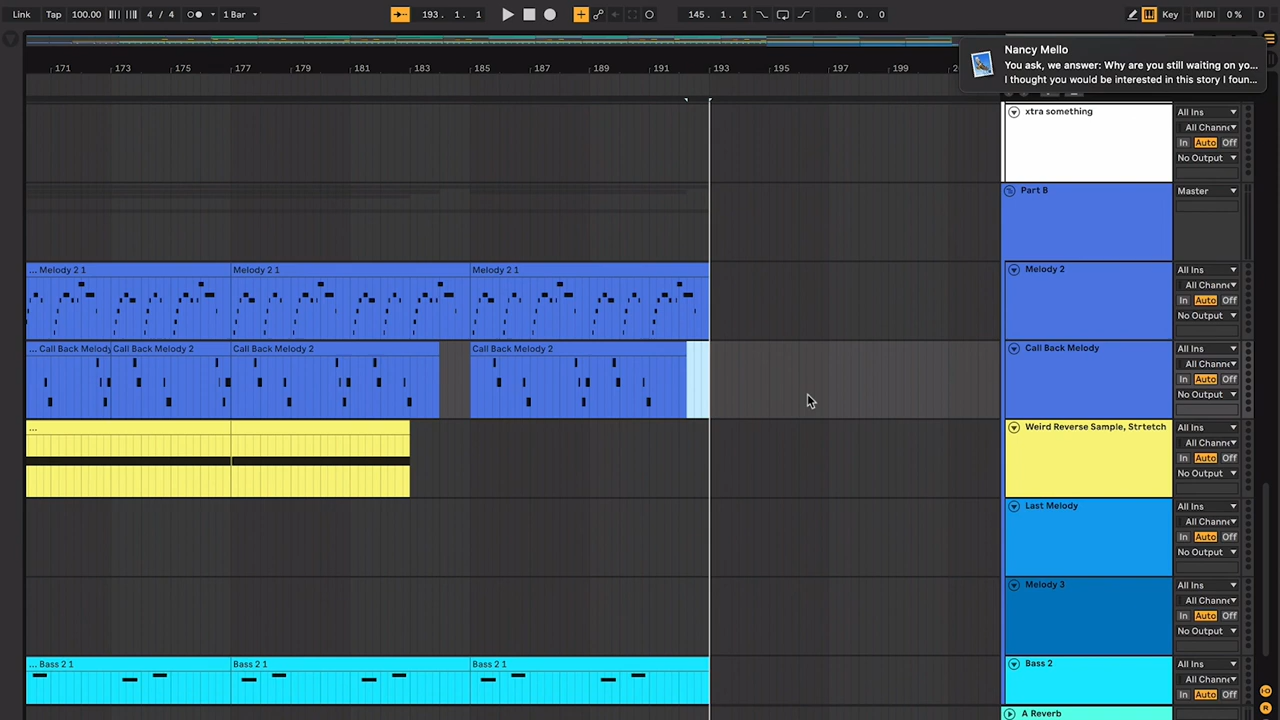 Link Tap 100.00 4 / 4 1 Bar 193. 1. 1 145. 1. 1 8. 0. 0 Key MIDI 0 % D
Nancy Mello
You ask, we answer: Why are you still waiting on yo...
I thought you would be interested in this story I foun...
171 173 175 177 179 181 183 185 187 189 191 193 195 197 199
xtra something All Ins
All Channe
In Auto Off
No Output
Part B Master
... Melody 2 1 Melody 2 1 Melody 2 1 Melody 2 All Ins
All Channe
In Auto Off
No Output
... Call Back Melody Call Back Melody 2 Call Back Melody 2 Call Back Melody 2 Call Back Melody All Ins
All Channe
In Auto Off
No Output
... Weird Reverse Sample, Strtetch All Ins
All Channe
In Auto Off
No Output
Last Melody All Ins
All Channe
In Auto Off
No Output
Melody 3 All Ins
All Channe
In Auto Off
No Output
... Bass 2 1 Bass 2 1 Bass 2 1 Bass 2 All Ins
All Channe
In Auto Off
A Reverb